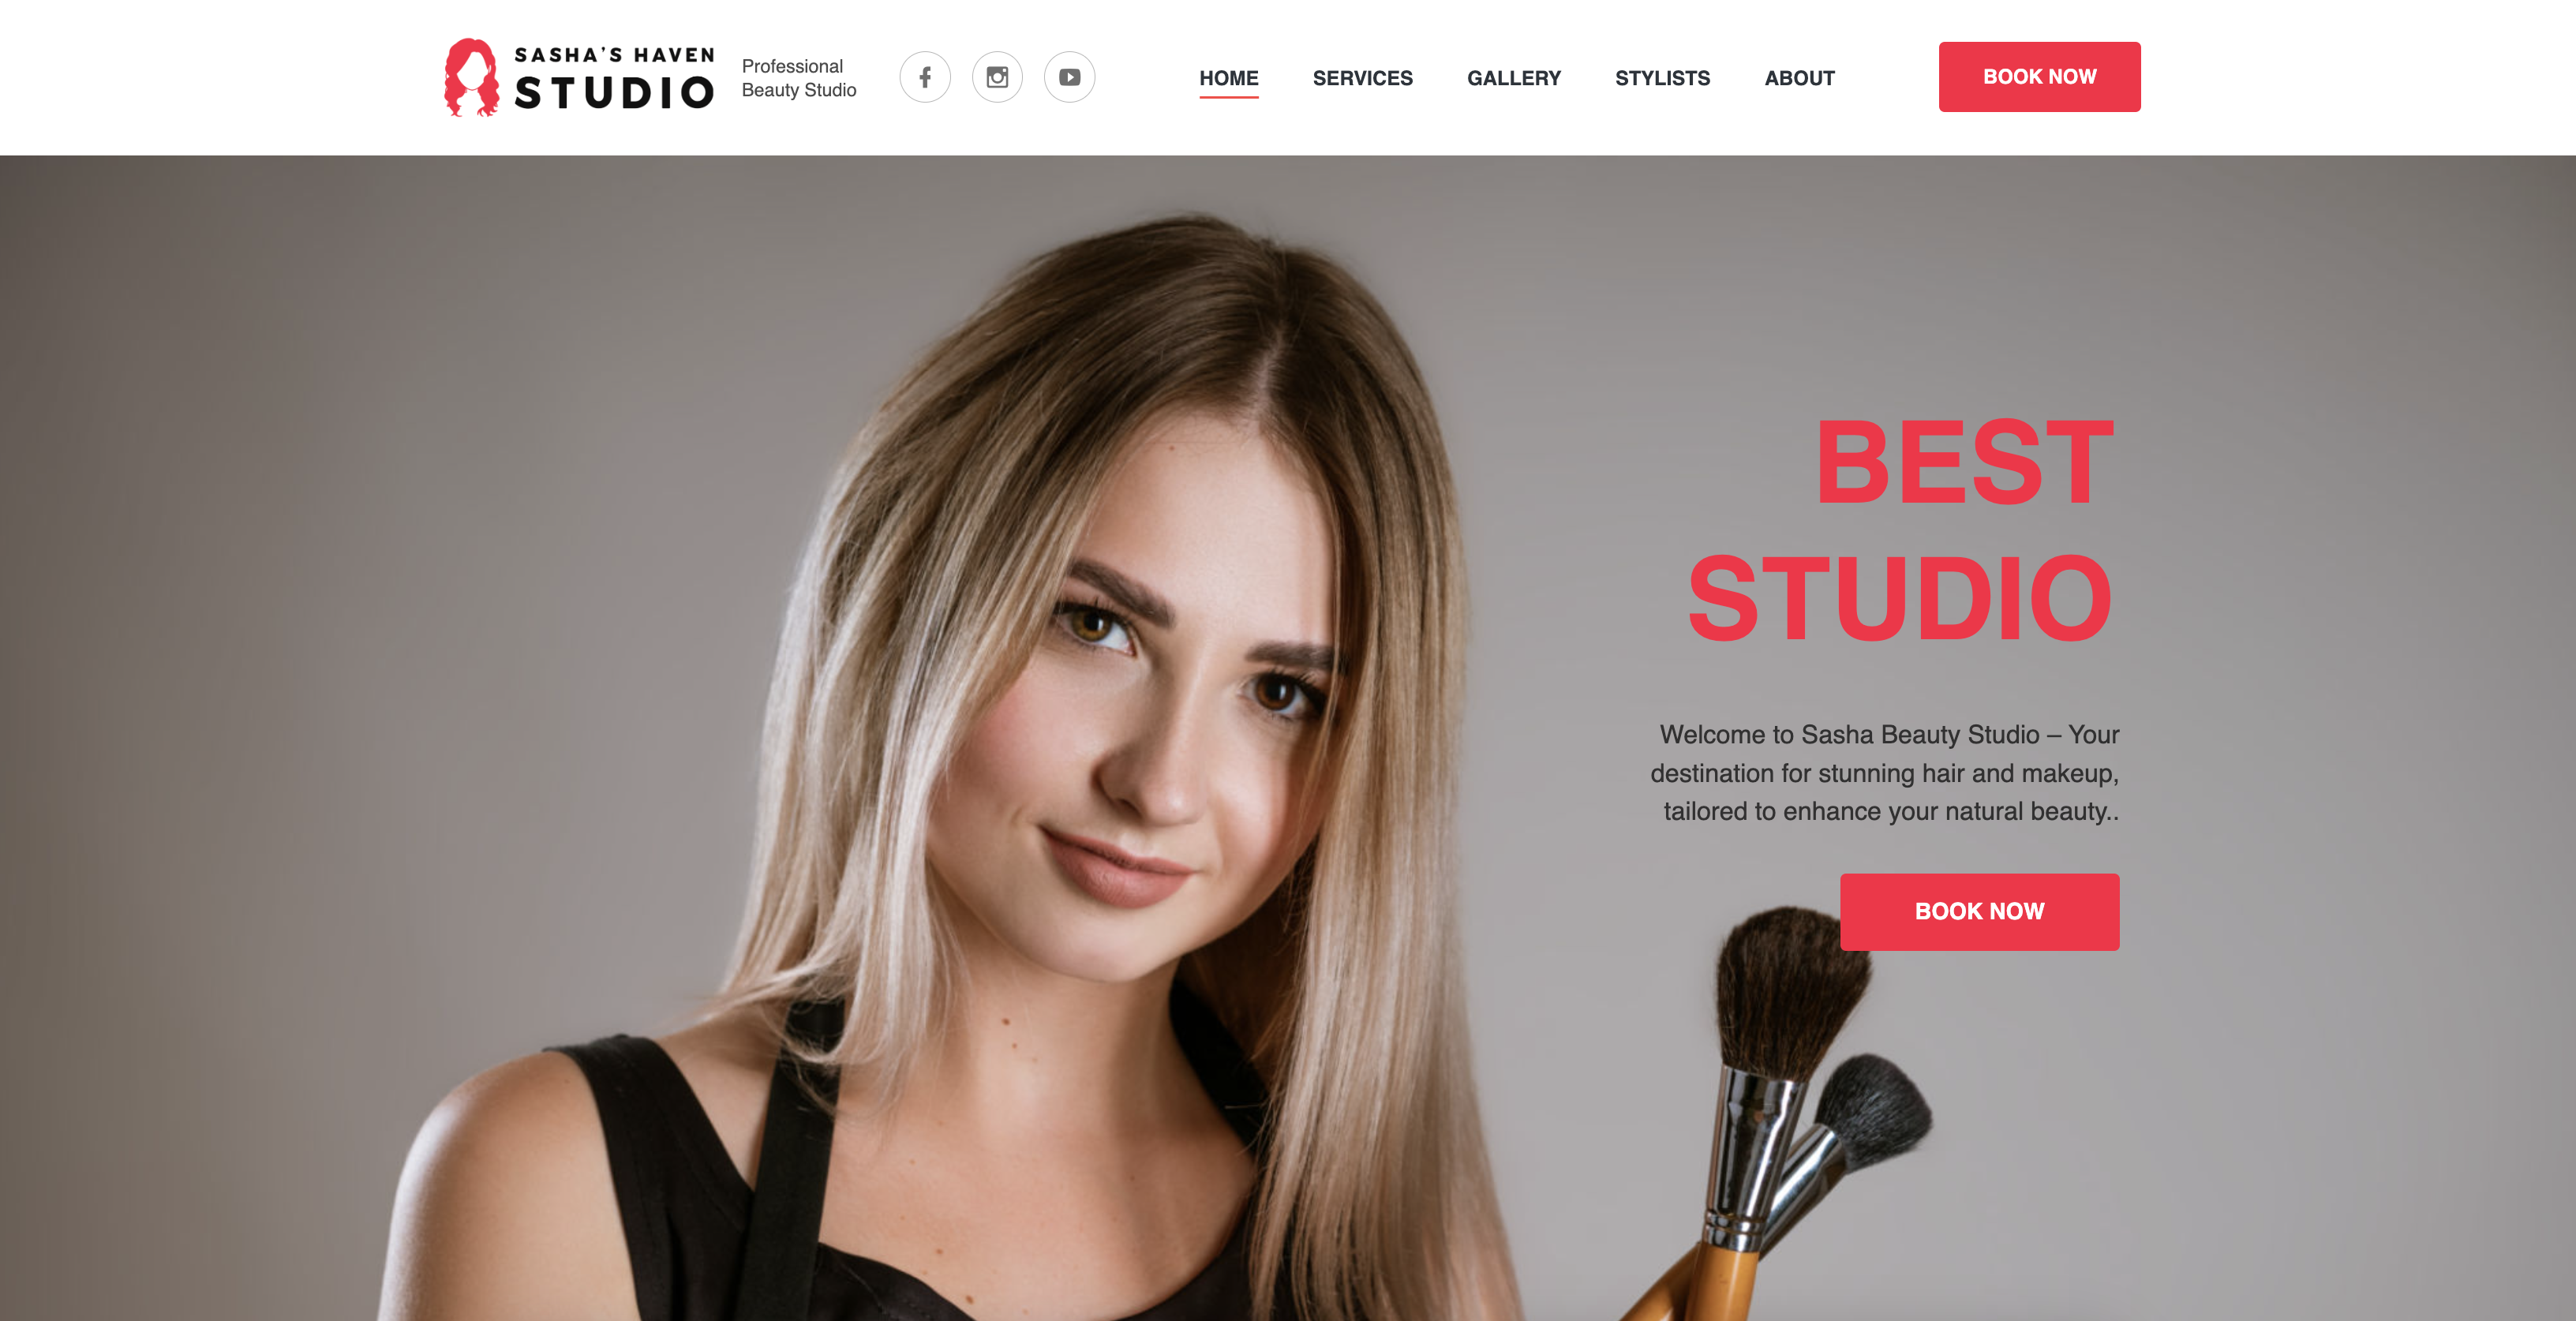 SASHA'S HAVEN
STUDIO
Professional
Beauty Studio
HOME
SERVICES
GALLERY
STYLISTS
ABOUT
BOOK NOW
BEST
STUDIO
Welcome to Sasha Beauty Studio – Your
destination for stunning hair and makeup,
tailored to enhance your natural beauty..
BOOK NOW